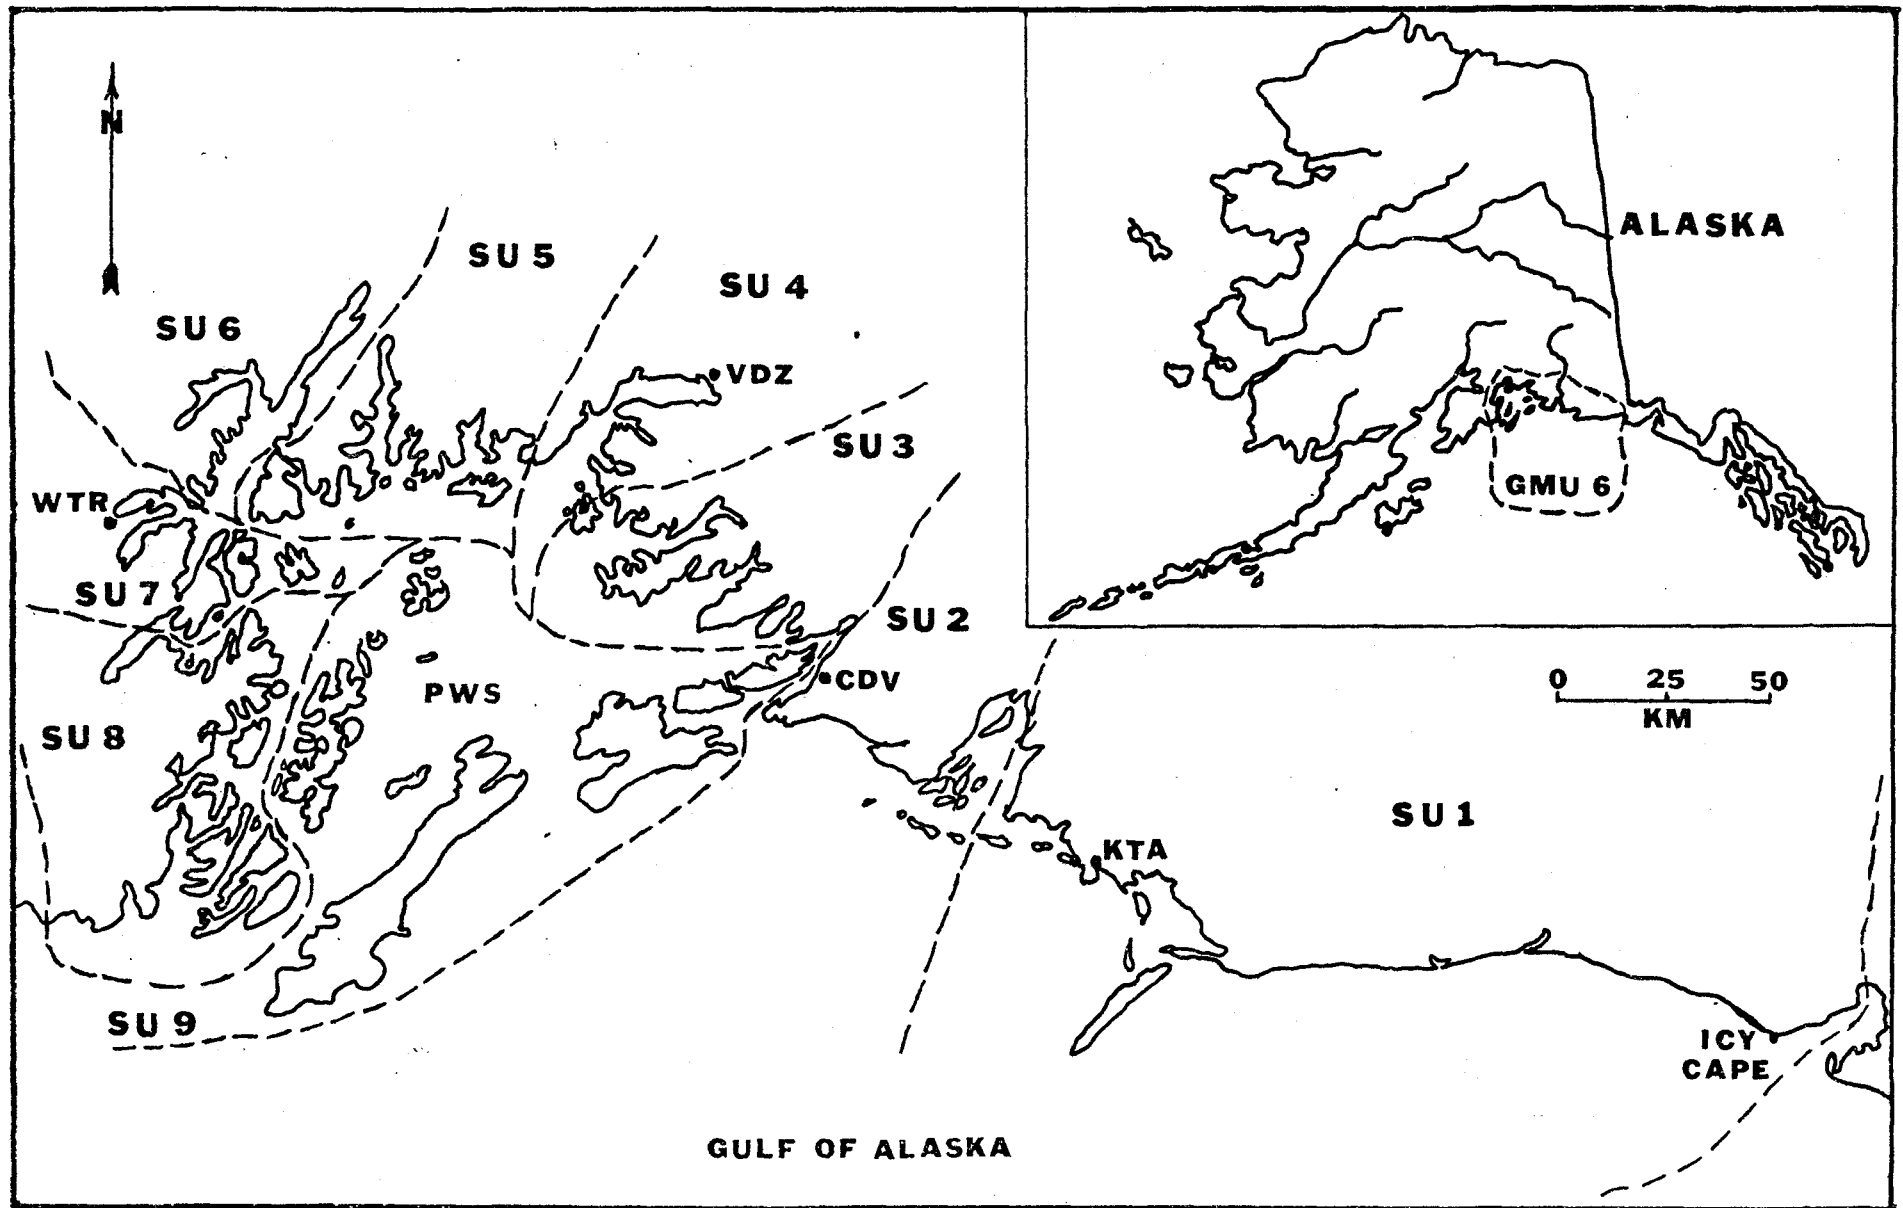 N
SU 5
SU 4
SU 6
ALASKA
VDZ
SU 3
WTR
GMU 6
SU 7
SU 2
CDV
PWS
0 25 50
KM
SU 8
SU 1
KTA
SU 9
ICY
CAPE
GULF OF ALASKA